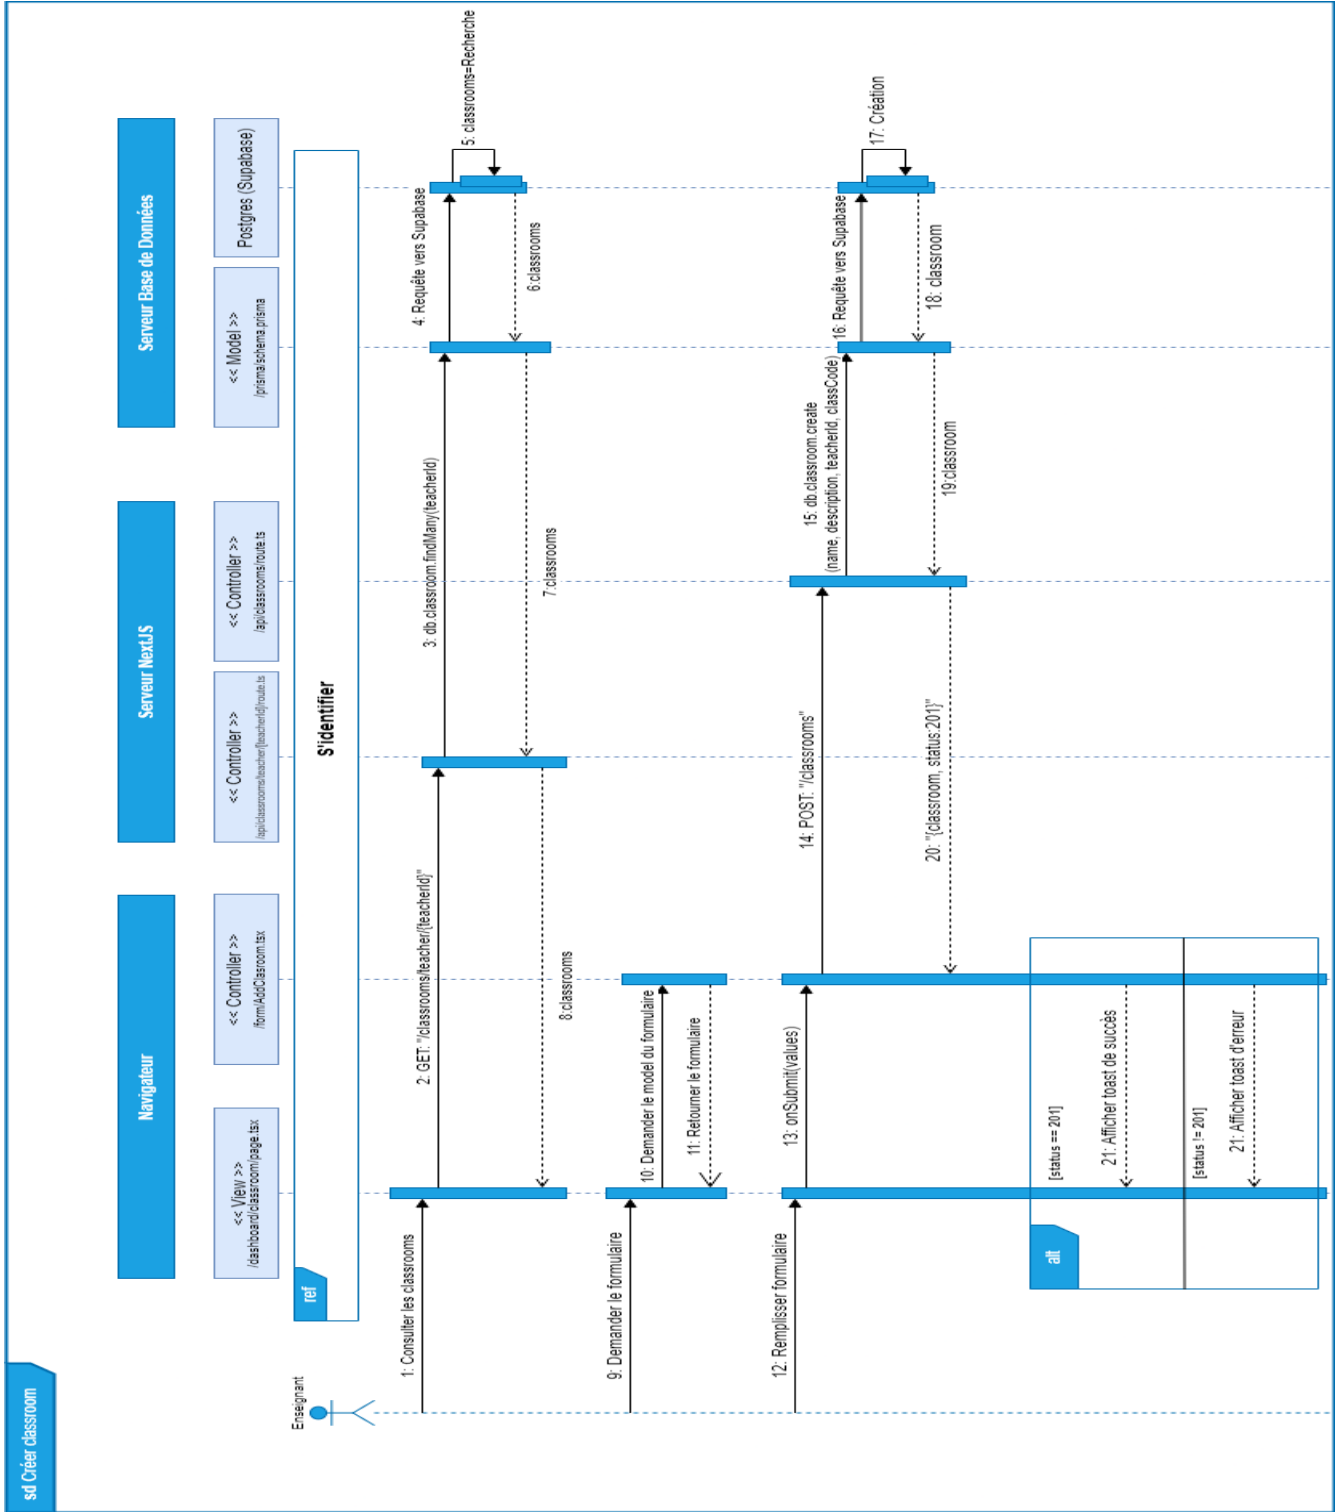 sd Créer classroom
Navigateur
Serveur NextJS
Serveur Base de Données
Enseignant
<< View >>
/dashboard/classroom/page.tsx
<< Controller >>
/form/AddClasroom.tsx
<< Controller >>
/api/classrooms/teacher/[teacherId]/route.ts
<< Controller >>
/api/classrooms/route.ts
<< Model >>
/prisma/schema.prisma
Postgres (Supabase)
ref
S'identifier
1: Consulter les classrooms
2: GET: "/classrooms/teacher/{teacherId}"
3: db.classroom.findMany(teacherId)
4: Requête vers Supabase
5: classrooms=Recherche
6:classrooms
7:classrooms
8:classrooms
9: Demander le formulaire
10: Demander le model du formulaire
11: Retourner le formulaire
12: Remplisser formulaire
13: onSubmit(values)
14: POST: "/classrooms"
15: db.classroom.create
(name, description, teacherId, classCode)
16: Requête vers Supabase
17: Création
18: classroom
19:classroom
20: "{classroom, status:201}"
alt
[status == 201]
21: Afficher toast de succès
[status != 201]
21: Afficher toast d'erreur